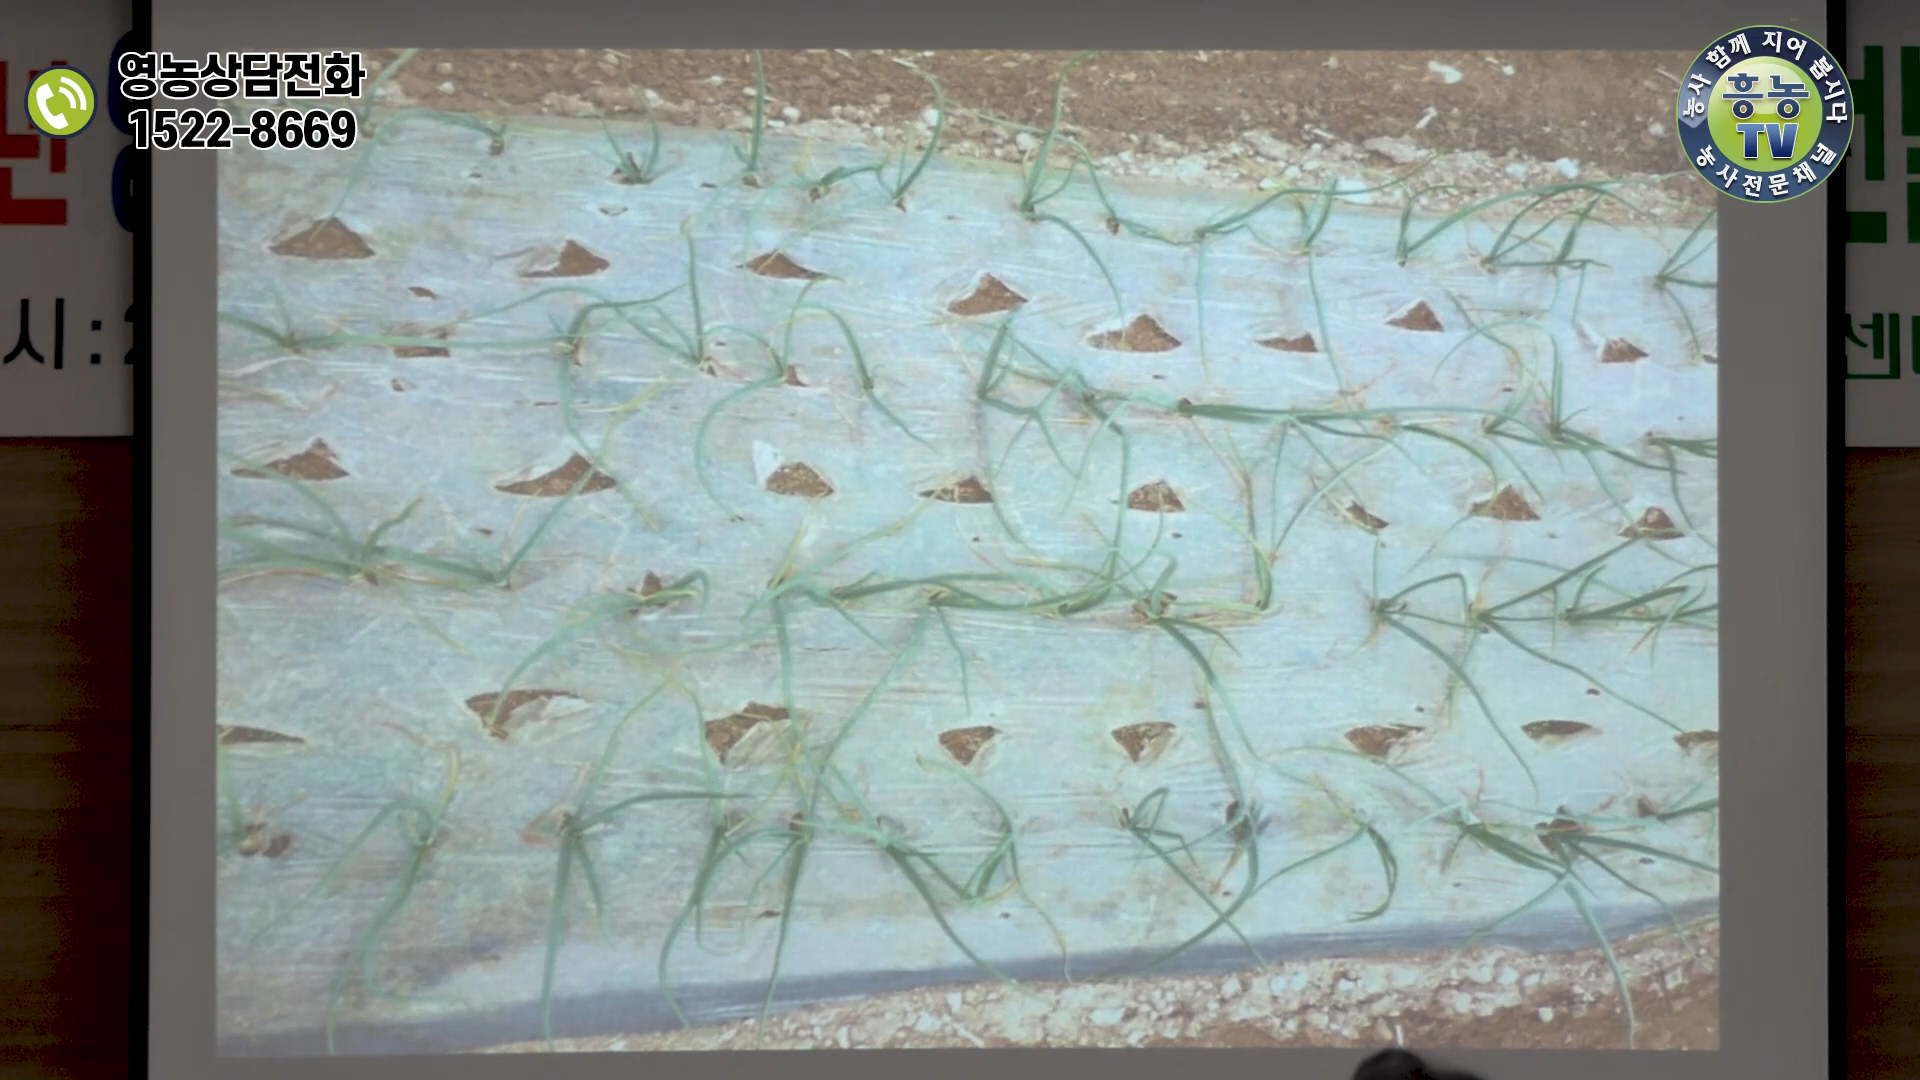 영농상담전화
1522-8669
농사 함께 지어 봅시다
흥농
TV
농사전문채널
시 :
센